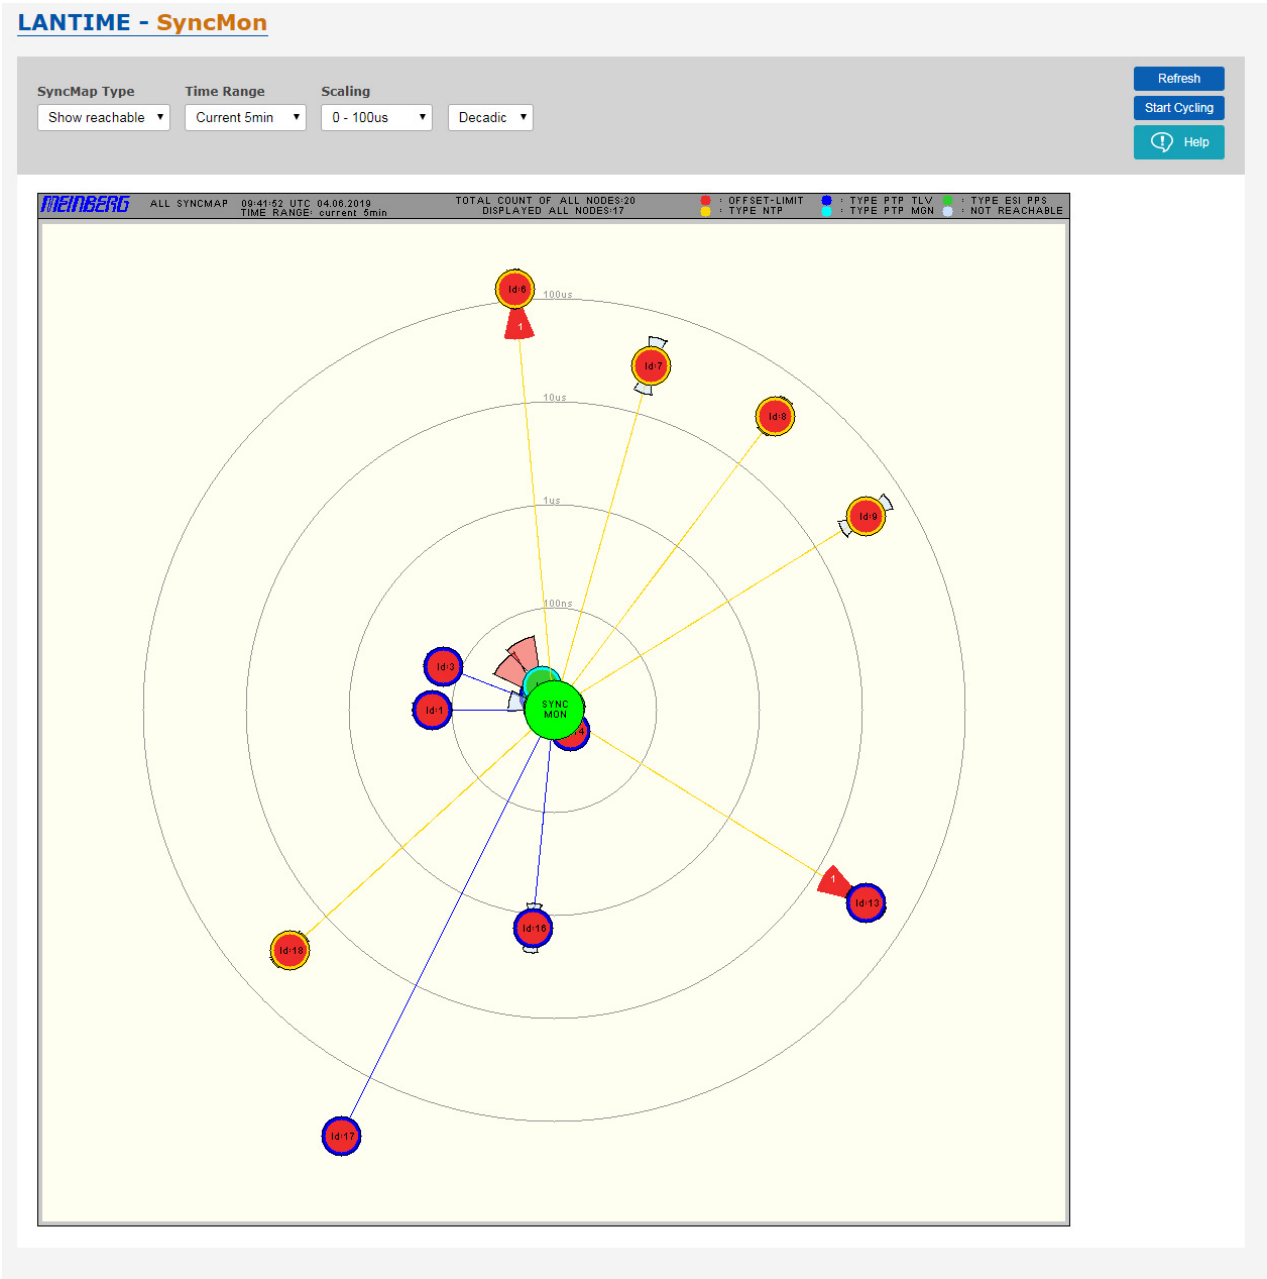 LANTIME - SyncMon
SyncMap Type
Time Range
Scaling
Show reachable
Current 5min
0 - 100us
Decadic
Refresh
Start Cycling
Help
MEINBERG
ALL SYNCMAP
09:41:52 UTC 04.06.2019
TIME RANGE: current 5min
TOTAL COUNT OF ALL NODES:20
DISPLAYED ALL NODES:17
: OFFSET-LIMIT
: TYPE NTP
: TYPE PTP TLV
: TYPE PTP MGN
: TYPE ESI PPS
: NOT REACHABLE
Id:6
100us
1
Id:7
10us
Id:8
1us
Id:9
100ns
Id:3
SYNC
MON
Id:1
4
1
Id:13
Id:16
Id:18
Id:17